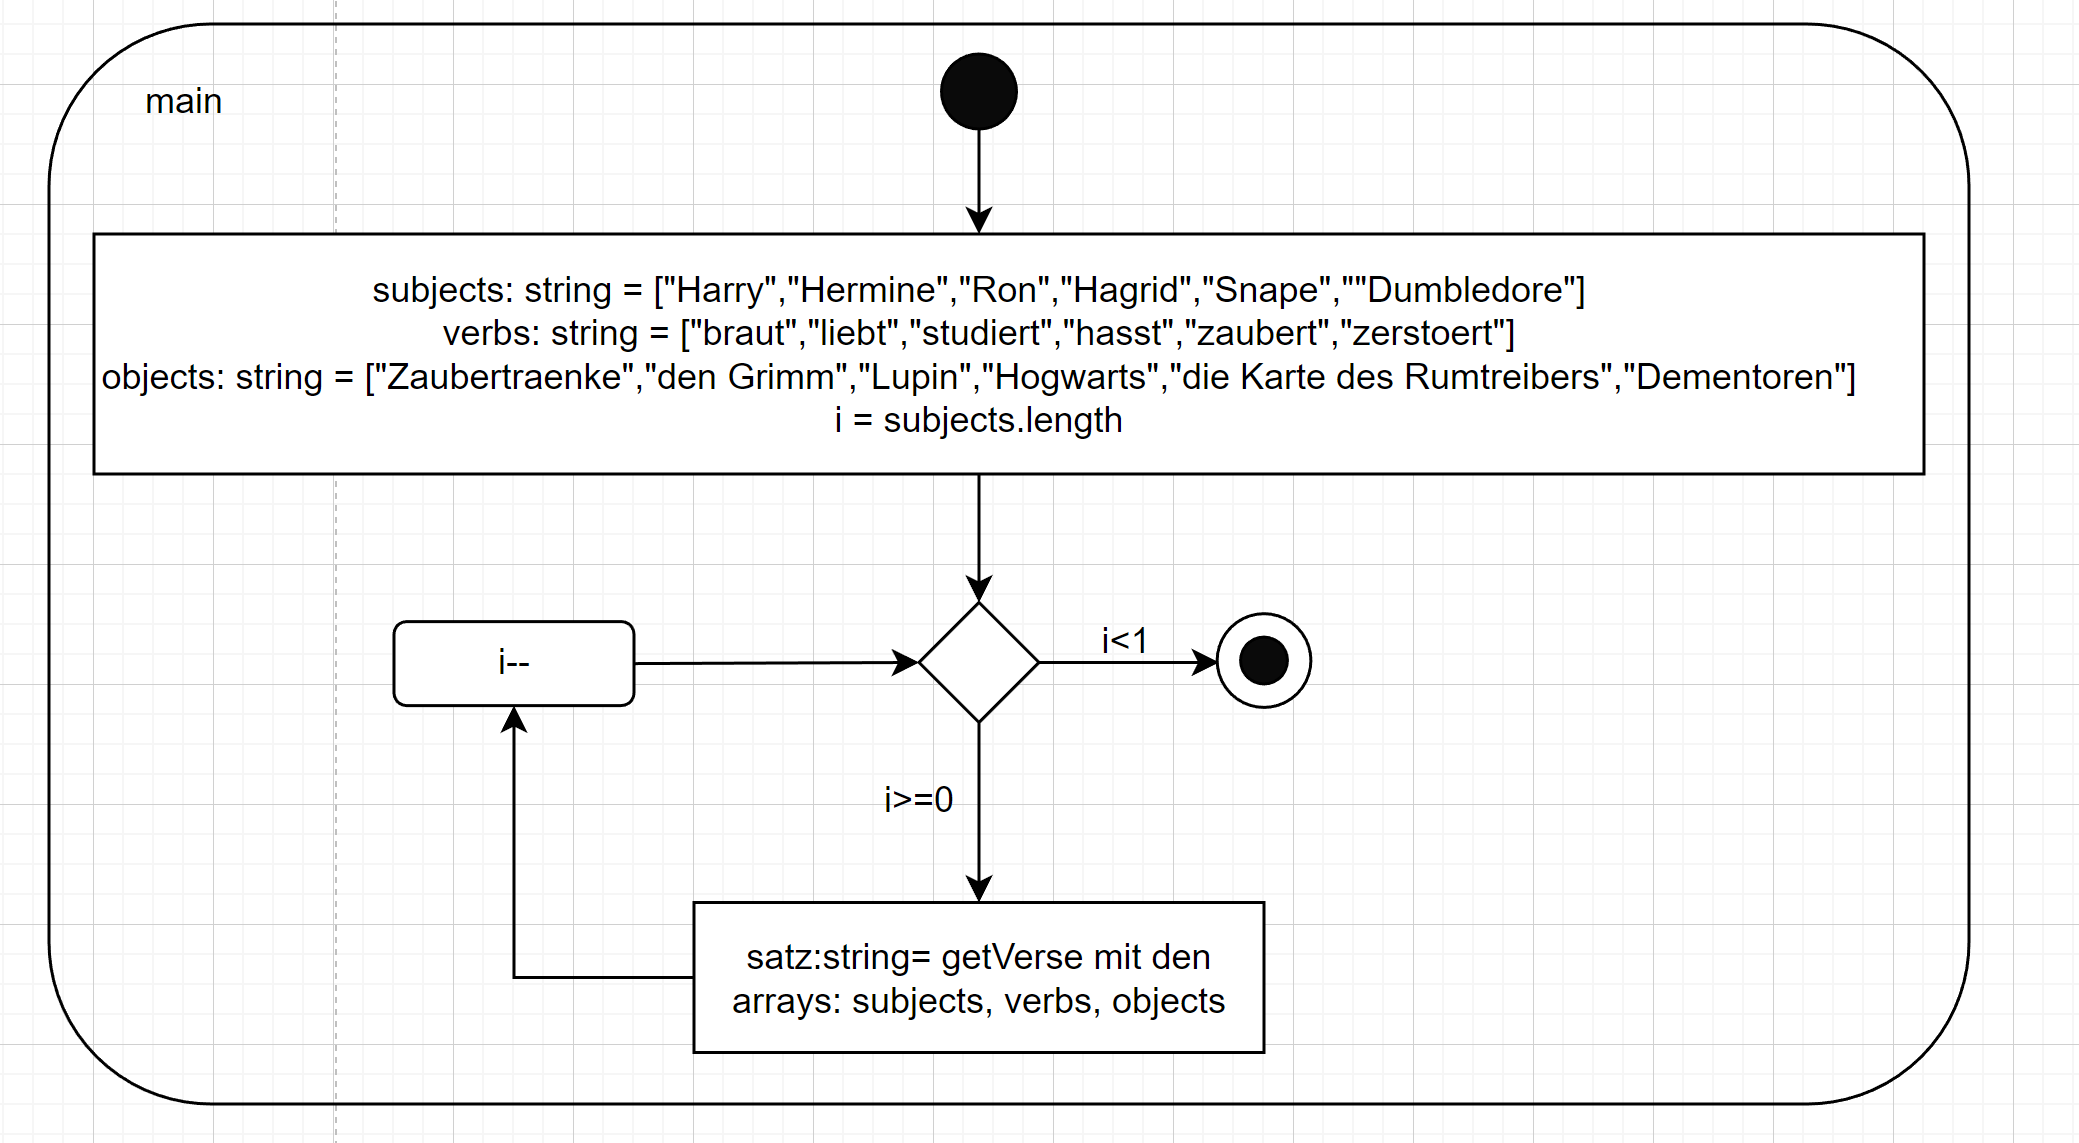 main
subjects: string = ["Harry","Hermine","Ron","Hagrid","Snape",""Dumbledore"]
verbs: string = ["braut","liebt","studiert","hasst","zaubert","zerstoert"]
objects: string = ["Zaubertraenke","den Grimm","Lupin","Hogwarts","die Karte des Rumtreibers","Dementoren"]
i = subjects.length
i--
i<1
i>=0
satz:string= getVerse mit den
arrays: subjects, verbs, objects